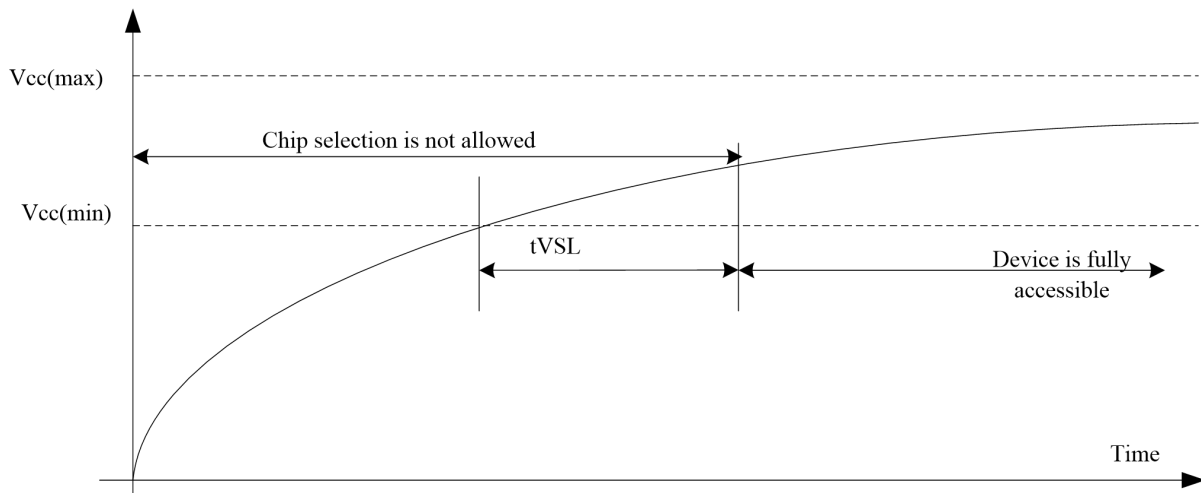 Vcc(max)
Chip selection is not allowed
Vcc(min)
tVSL
Device is fully
accessible
Time